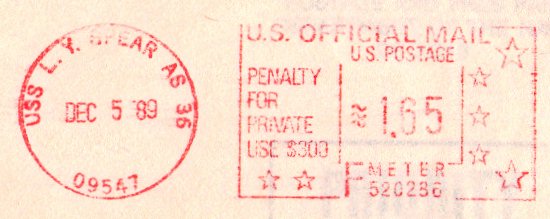 USS L. Y. SPEAR AS 36
DEC 5 '89
09547
U.S. OFFICIAL MAIL
U.S. POSTAGE
PENALTY
FOR
PRIVATE
USE $300
1.65
METER
520286